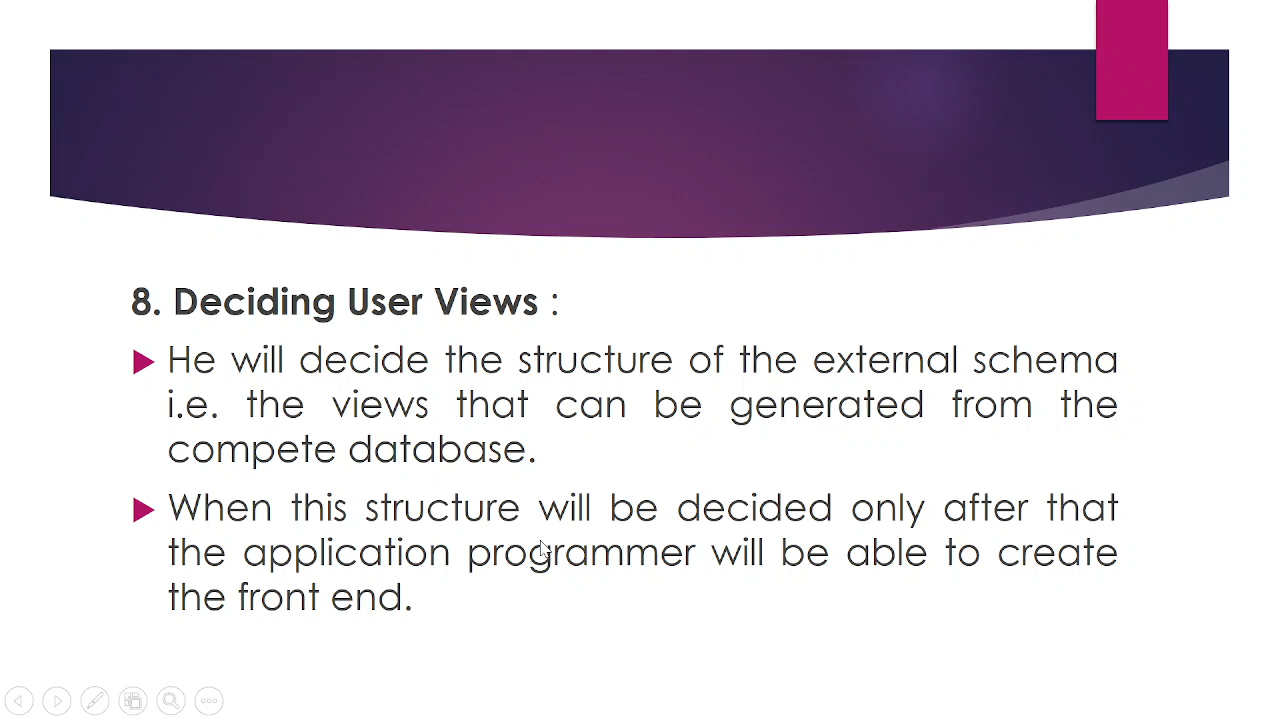 8. Deciding User Views :
He will decide the structure of the external schema
i.e. the views that can be generated from the
compete database.
When this structure will be decided only after that
the application programmer will be able to create
the front end.